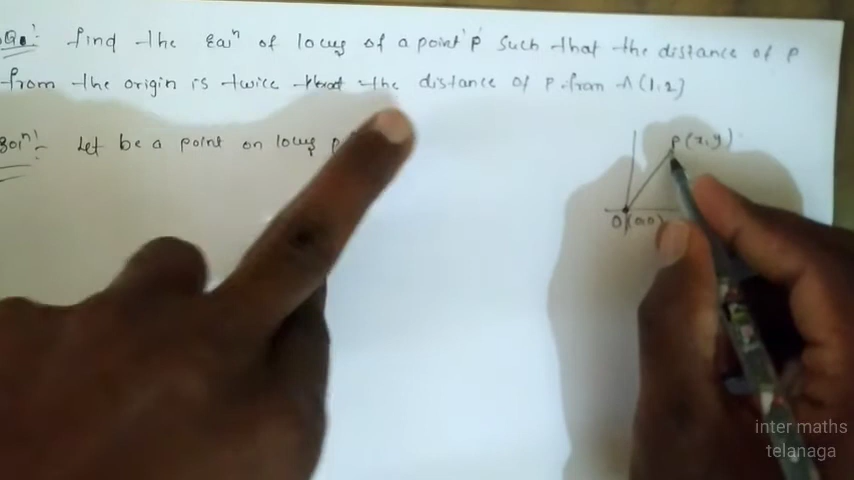 Q0: find the Eqⁿ of locus of a point 'P' such that the distance of P
from the origin is twice the distance of P from A(1,2)
Solⁿ:- Let be a point on locus
P(x,y)
O(0,0)
inter maths
telanaga